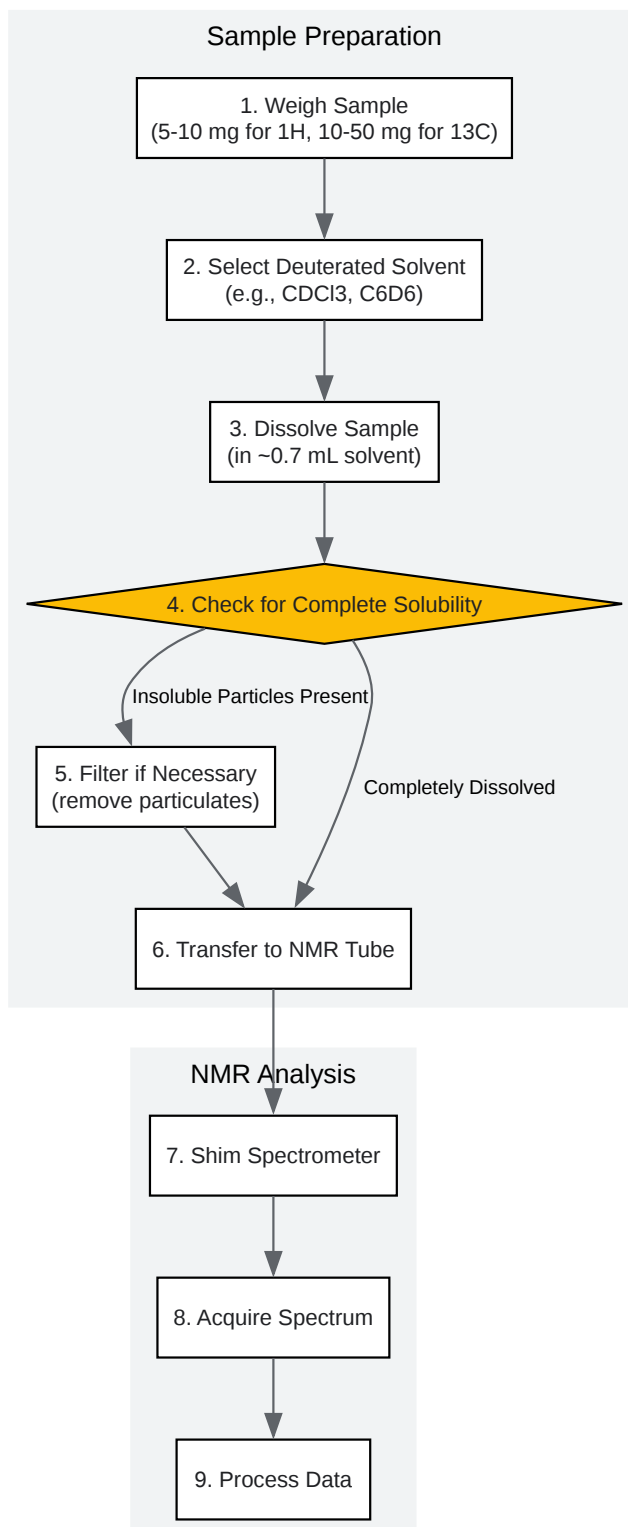 Sample Preparation
1. Weigh Sample
(5-10 mg for 1H, 10-50 mg for 13C)
2. Select Deuterated Solvent
(e.g., CDCl3, C6D6)
3. Dissolve Sample
(in ~0.7 mL solvent)
4. Check for Complete Solubility
Insoluble Particles Present
5. Filter if Necessary
(remove particulates)
Completely Dissolved
6. Transfer to NMR Tube
NMR Analysis
7. Shim Spectrometer
8. Acquire Spectrum
9. Process Data